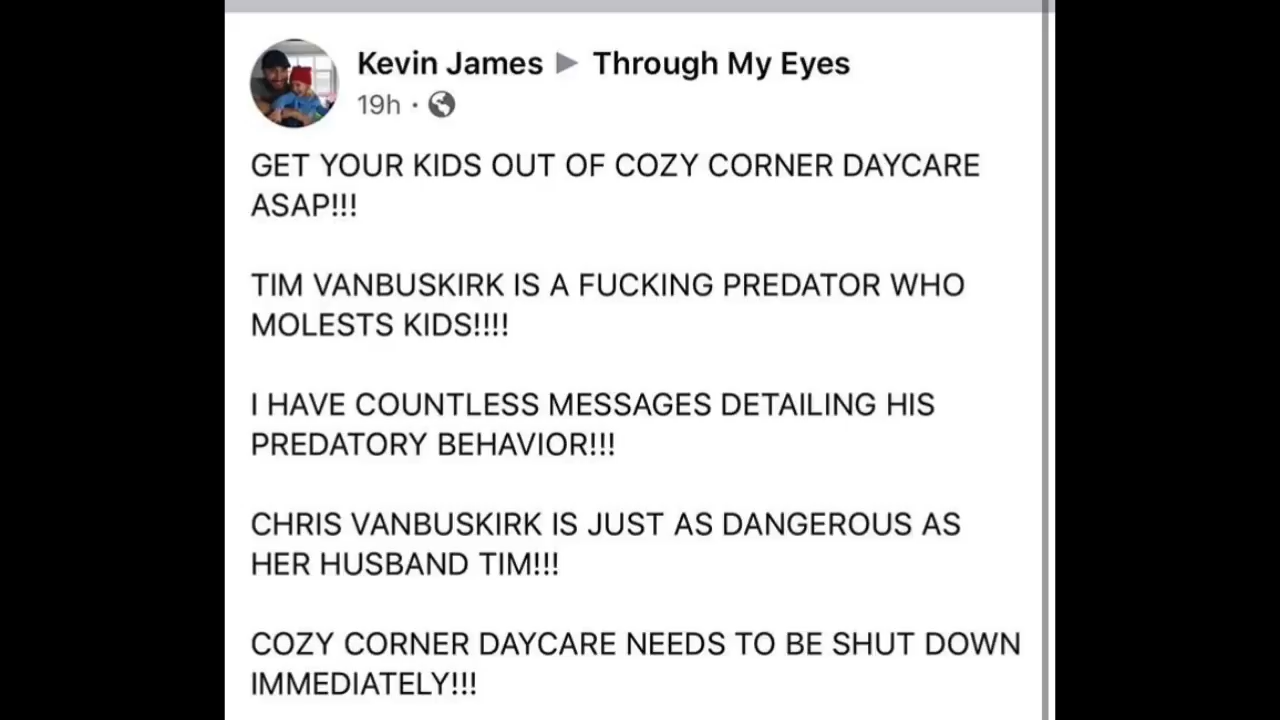 Kevin James ▶ Through My Eyes
19h ·
GET YOUR KIDS OUT OF COZY CORNER DAYCARE
ASAP!!!
TIM VANBUSKIRK IS A FUCKING PREDATOR WHO
MOLESTS KIDS!!!!
I HAVE COUNTLESS MESSAGES DETAILING HIS
PREDATORY BEHAVIOR!!!
CHRIS VANBUSKIRK IS JUST AS DANGEROUS AS
HER HUSBAND TIM!!!
COZY CORNER DAYCARE NEEDS TO BE SHUT DOWN
IMMEDIATELY!!!